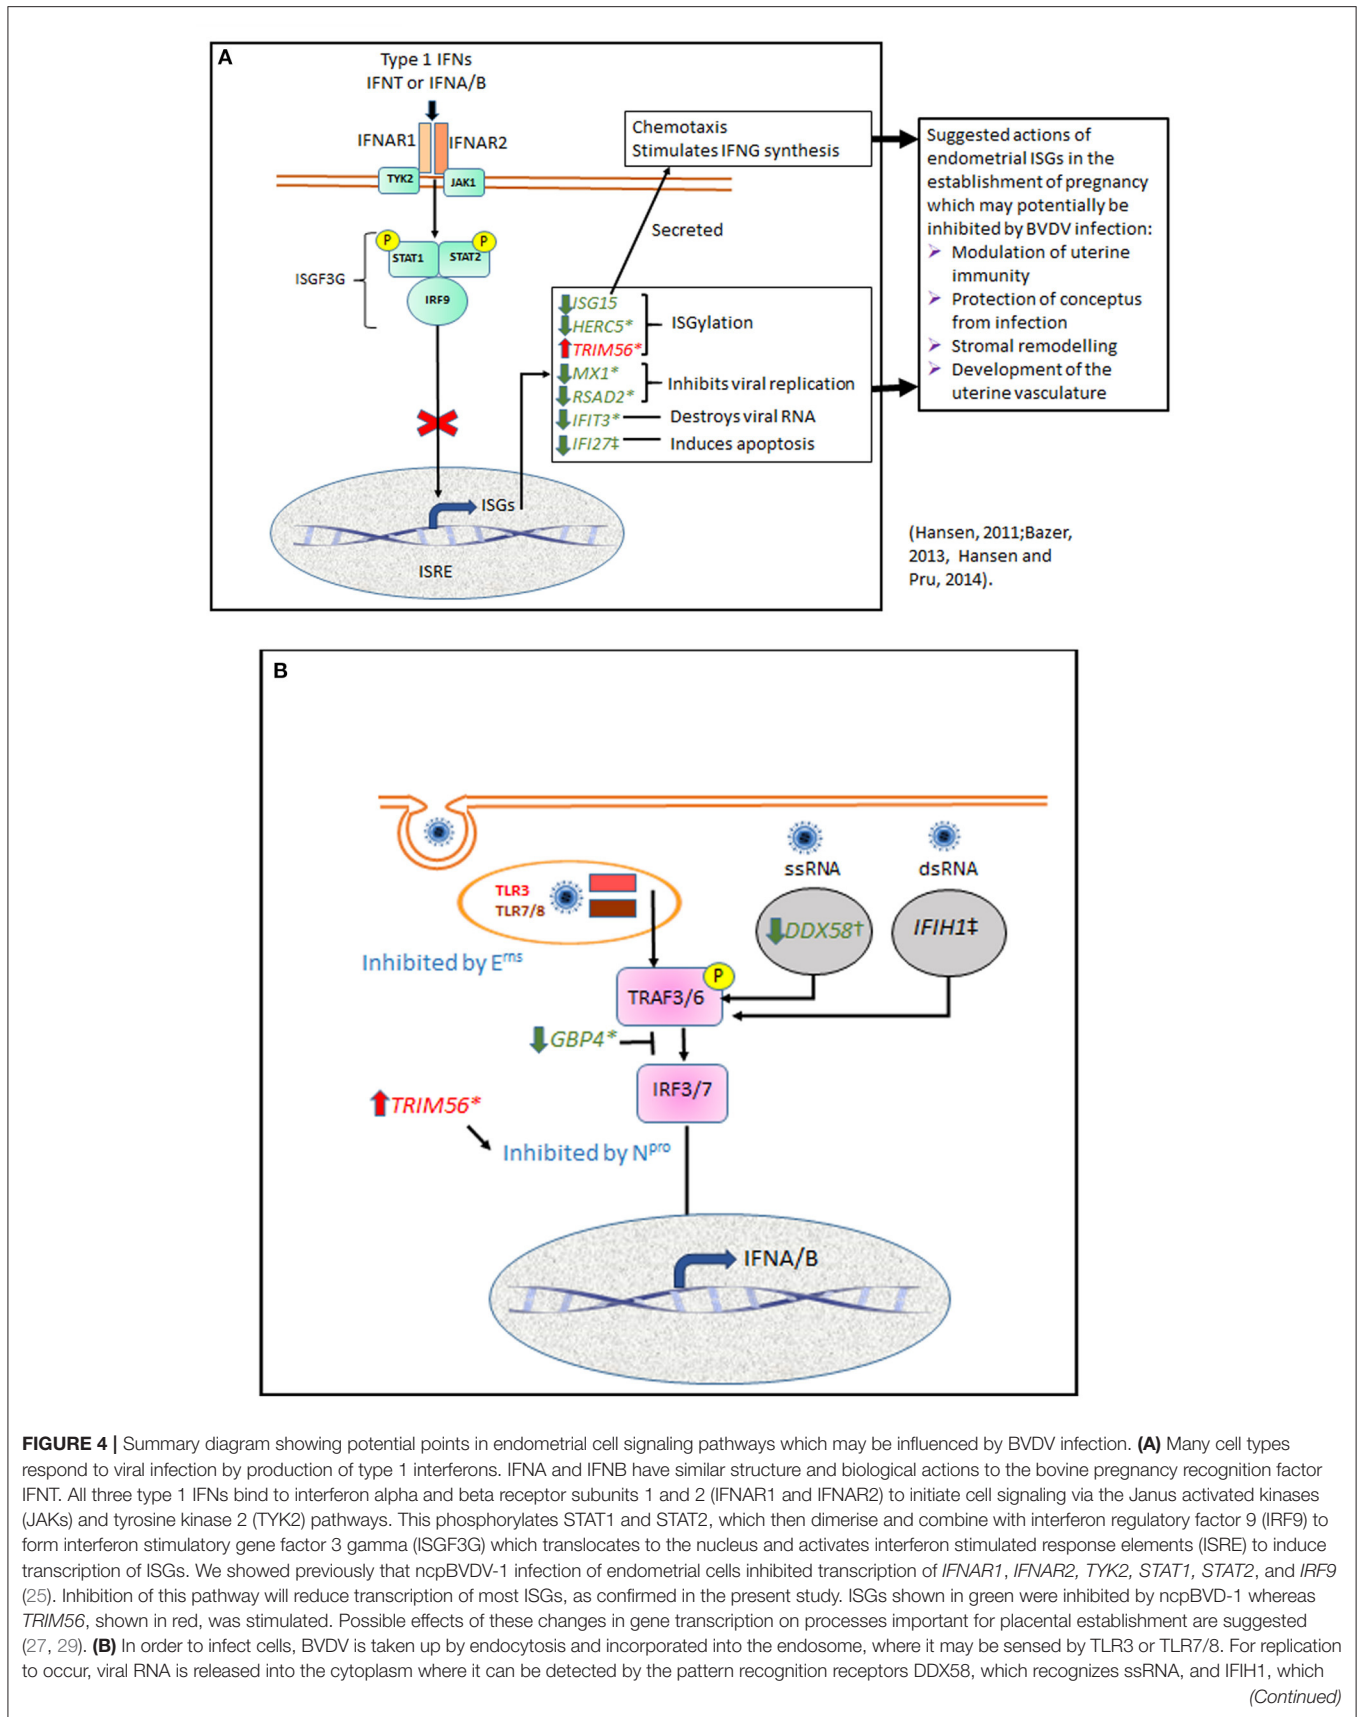 A
Type 1 IFNs
IFNT or IFNA/B
IFNAR1
IFNAR2
TYK2
JAK1
P
P
STAT1
STAT2
ISGF3G
IRF9
ISGs
ISRE
Chemotaxis
Stimulates IFNG synthesis
Secreted
ISG15
HERC5*
TRIM56*
ISGylation
MX1*
RSAD2*
Inhibits viral replication
IFIT3*
Destroys viral RNA
IFI27‡
Induces apoptosis
Suggested actions of
endometrial ISGs in the
establishment of pregnancy
which may potentially be
inhibited by BVDV infection:
➢ Modulation of uterine
immunity
➢ Protection of conceptus
from infection
➢ Stromal remodelling
➢ Development of the
uterine vasculature
(Hansen, 2011;Bazer,
2013, Hansen and
Pru, 2014).
B
TLR3
TLR7/8
Inhibited by Erns
ssRNA
dsRNA
DDX58†
IFIH1‡
P
TRAF3/6
GBP4*
IRF3/7
TRIM56*
Inhibited by Npro
IFNA/B
FIGURE 4 | Summary diagram showing potential points in endometrial cell signaling pathways which may be influenced by BVDV infection. (A) Many cell types
respond to viral infection by production of type 1 interferons. IFNA and IFNB have similar structure and biological actions to the bovine pregnancy recognition factor
IFNT. All three type 1 IFNs bind to interferon alpha and beta receptor subunits 1 and 2 (IFNAR1 and IFNAR2) to initiate cell signaling via the Janus activated kinases
(JAKs) and tyrosine kinase 2 (TYK2) pathways. This phosphorylates STAT1 and STAT2, which then dimerise and combine with interferon regulatory factor 9 (IRF9) to
form interferon stimulatory gene factor 3 gamma (ISGF3G) which translocates to the nucleus and activates interferon stimulated response elements (ISRE) to induce
transcription of ISGs. We showed previously that ncpBVDV-1 infection of endometrial cells inhibited transcription of IFNAR1, IFNAR2, TYK2, STAT1, STAT2, and IRF9
(25). Inhibition of this pathway will reduce transcription of most ISGs, as confirmed in the present study. ISGs shown in green were inhibited by ncpBVD-1 whereas
TRIM56, shown in red, was stimulated. Possible effects of these changes in gene transcription on processes important for placental establishment are suggested
(27, 29). (B) In order to infect cells, BVDV is taken up by endocytosis and incorporated into the endosome, where it may be sensed by TLR3 or TLR7/8. For replication
to occur, viral RNA is released into the cytoplasm where it can be detected by the pattern recognition receptors DDX58, which recognizes ssRNA, and IFIH1, which
(Continued)